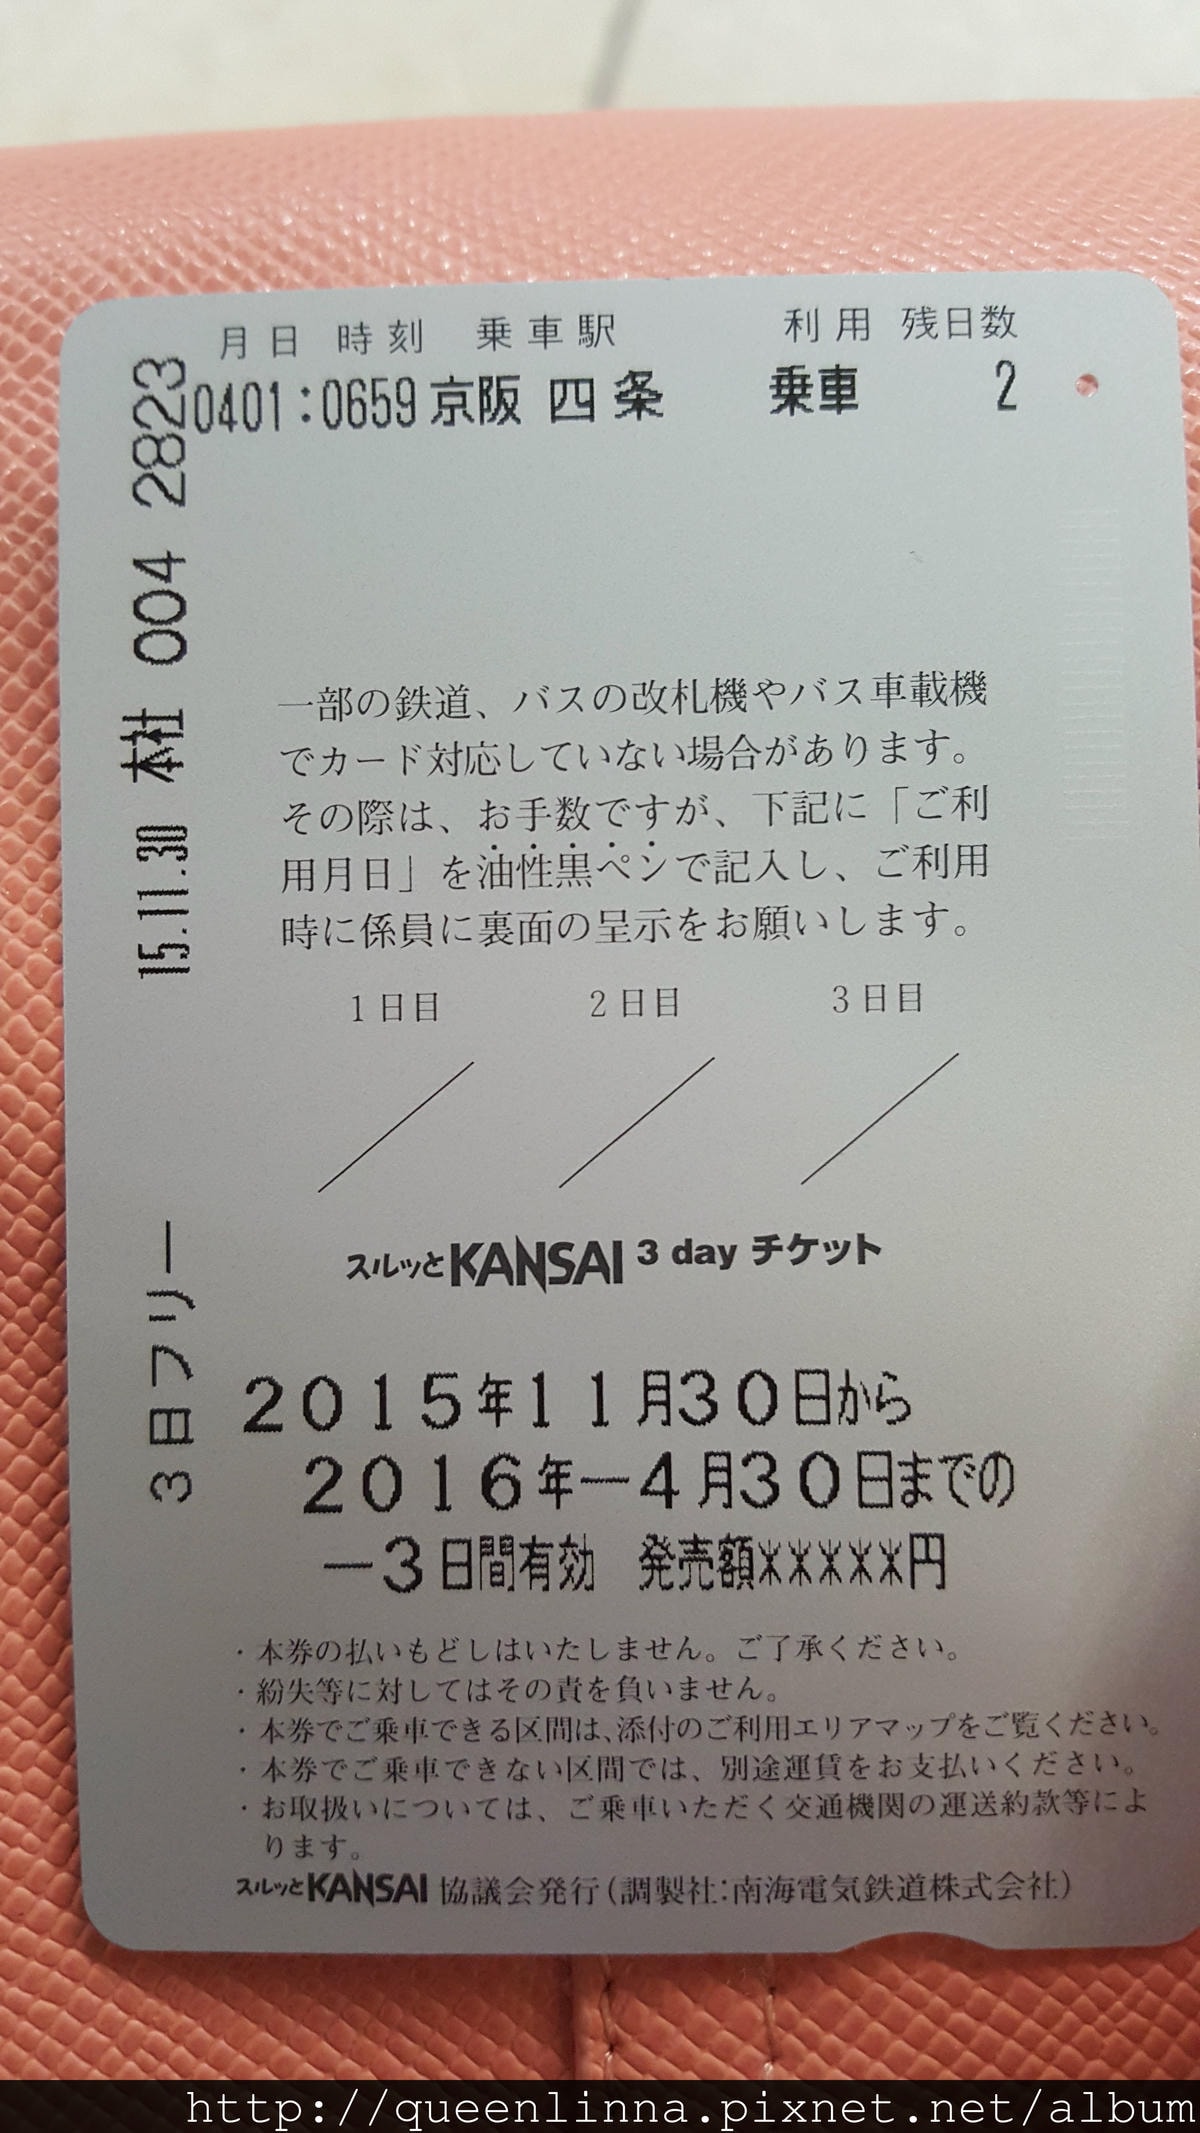 月日 時刻 乗車駅 利用 残日数
0401:0659 京阪 四条 乗車 2
3日フリー 15.11.30 本社 004 2823
一部の鉄道、バスの改札機やバス車載機
でカード対応していない場合があります。
その際は、お手数ですが、下記に「ご利
用月日」を油性黒ペンで記入し、ご利用
時に係員に裏面の呈示をお願いします。
1日目 2日目 3日目
スルッとKANSAI 3 day チケット
2015年11月30日から
2016年－4月30日までの
－3日間有効 発売額*****円
・本券の払いもどしはいたしません。ご了承ください。
・紛失等に対してはその責を負いません。
・本券でご乗車できる区間は、添付のご利用エリアマップをご覧ください。
・本券でご乗車できない区間では、別途運賃をお支払いください。
・お取扱いについては、ご乗車いただく交通機関の運送約款等によ
ります。
スルッとKANSAI 協議会発行(調製社:南海電気鉄道株式会社)
http://queenlinna.pixnet.net/album